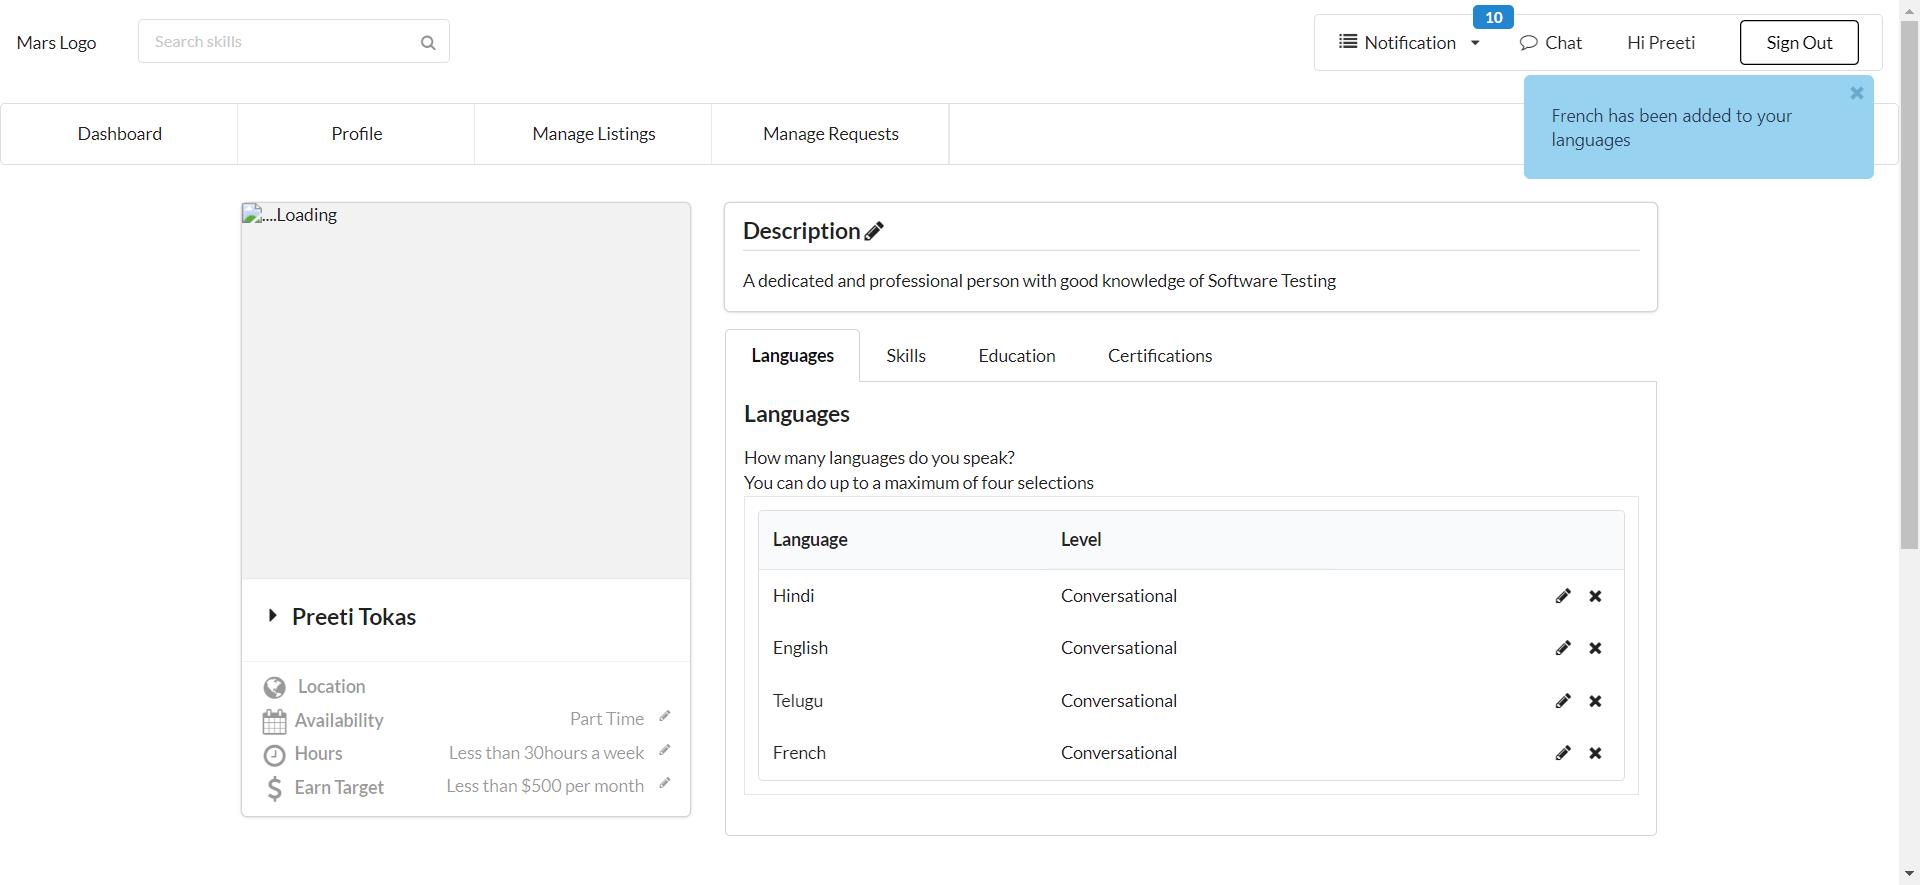 Mars Logo
Search skills
Notification
10
Chat
Hi Preeti
Sign Out
Dashboard
Profile
Manage Listings
Manage Requests
French has been added to your
languages
....Loading
Preeti Tokas
Location
Availability Part Time
Hours Less than 30hours a week
Earn Target Less than $500 per month
Description
A dedicated and professional person with good knowledge of Software Testing
Languages Skills Education Certifications
Languages
How many languages do you speak?
You can do up to a maximum of four selections
Language Level
Hindi Conversational
English Conversational
Telugu Conversational
French Conversational